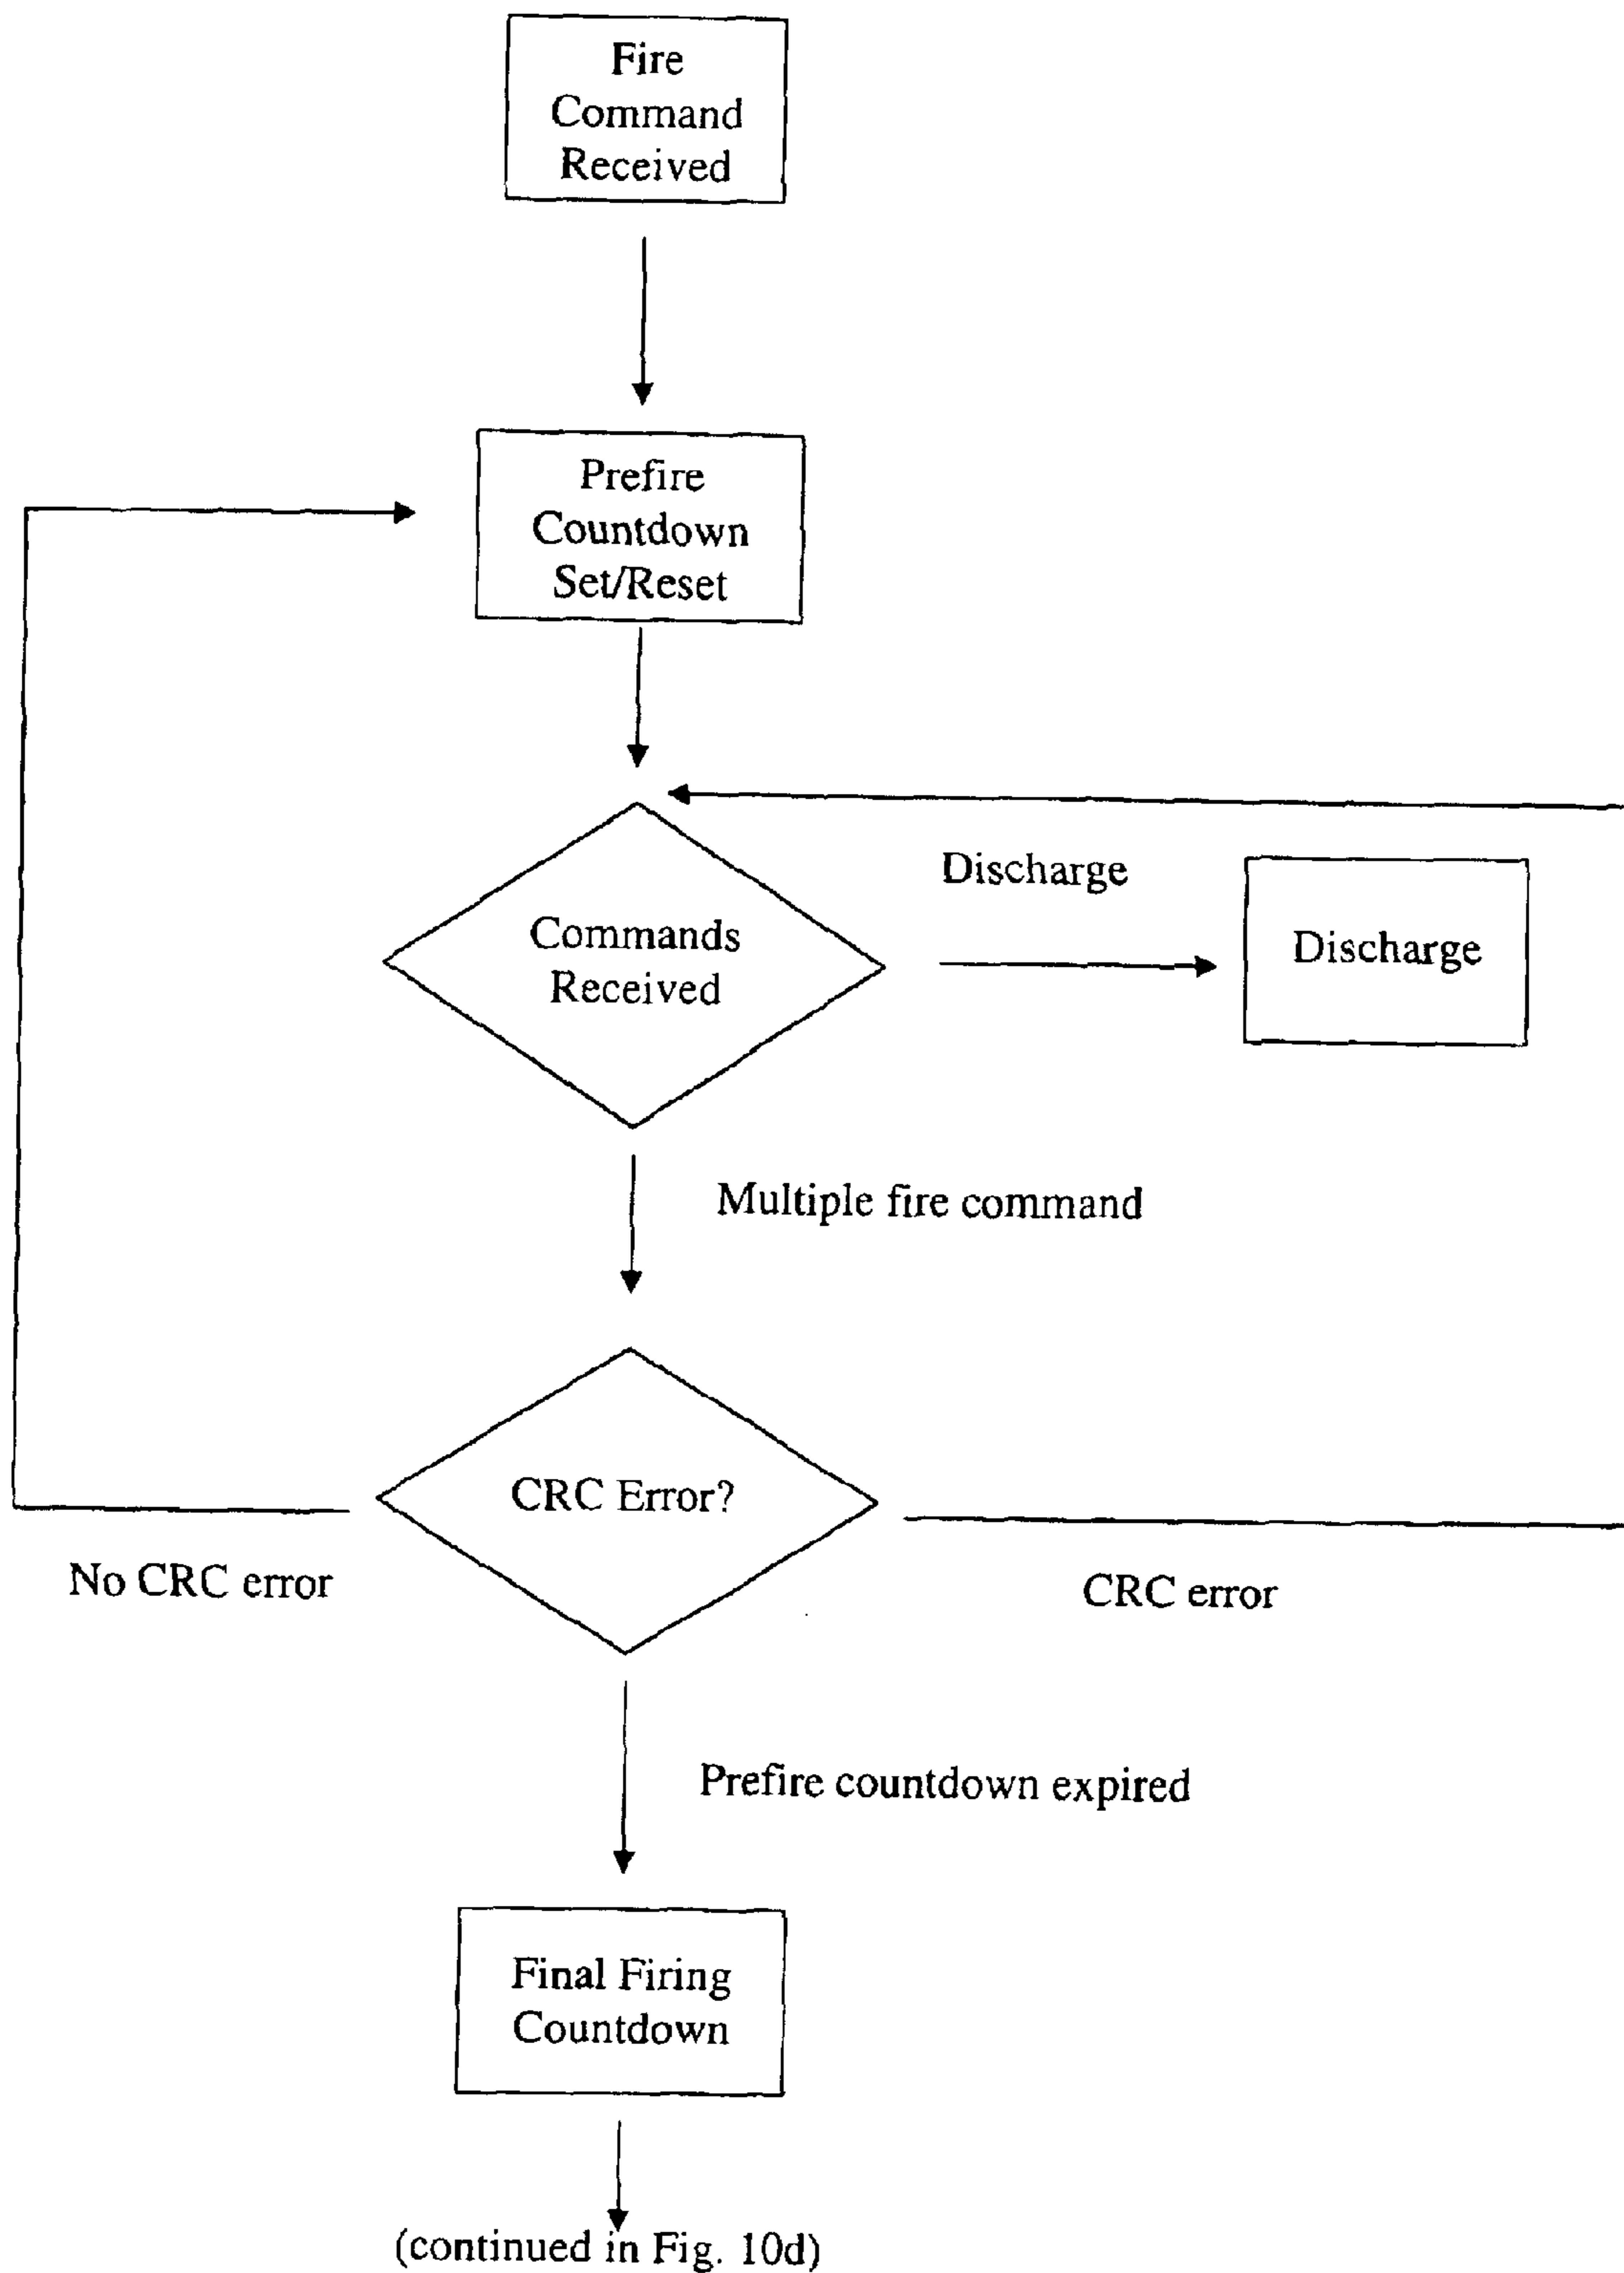 Fire
Command
Received
Prefire
Countdown
Set/Reset
Discharge
Commands
Received
Discharge
Multiple fire command
CRC Error?
No CRC error
CRC error
Prefire countdown expired
Final Firing
Countdown
(continued in Fig. 10d)